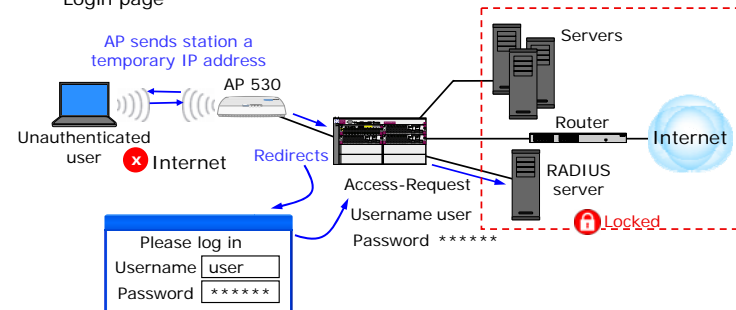 Login page
AP sends station a
temporary IP address
Servers
AP 530
Router
Internet
Unauthenticated
user
x Internet
Redirects
RADIUS
server
Access-Request
Username user
Password ******
Locked
Please log in
Username user
Password ******